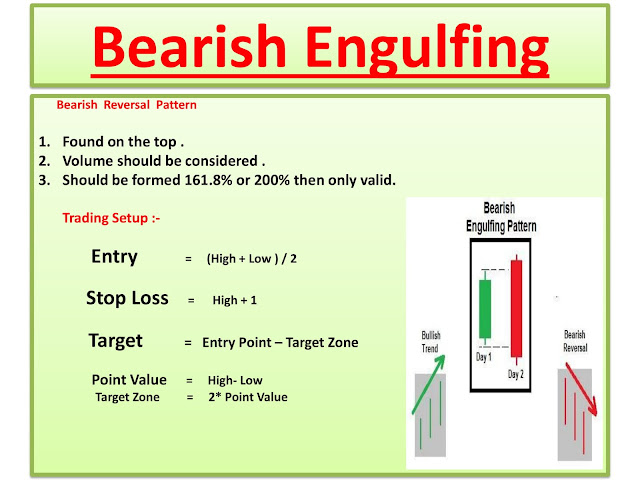 Bearish Engulfing
Bearish Reversal Pattern
1. Found on the top .
2. Volume should be considered .
3. Should be formed 161.8% or 200% then only valid.
Trading Setup :-
Entry = (High + Low ) / 2
Stop Loss = High + 1
Target = Entry Point – Target Zone
Point Value = High- Low
Target Zone = 2* Point Value
Bearish
Engulfing Pattern
Bullish
Trend
Day 1
Day 2
Bearish
Reversal